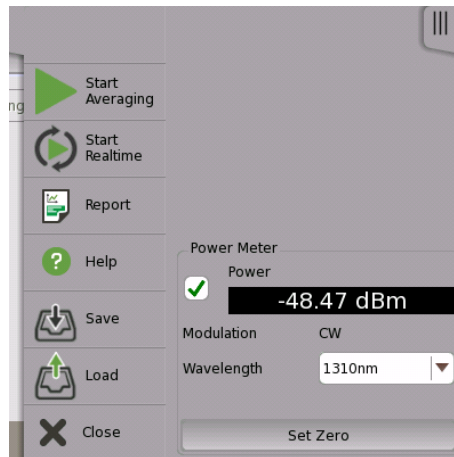 Start
Averaging
ng
Start
Realtime
Report
Help
Save
Load
Close
Power Meter
Power
-48.47 dBm
Modulation CW
Wavelength 1310nm
Set Zero